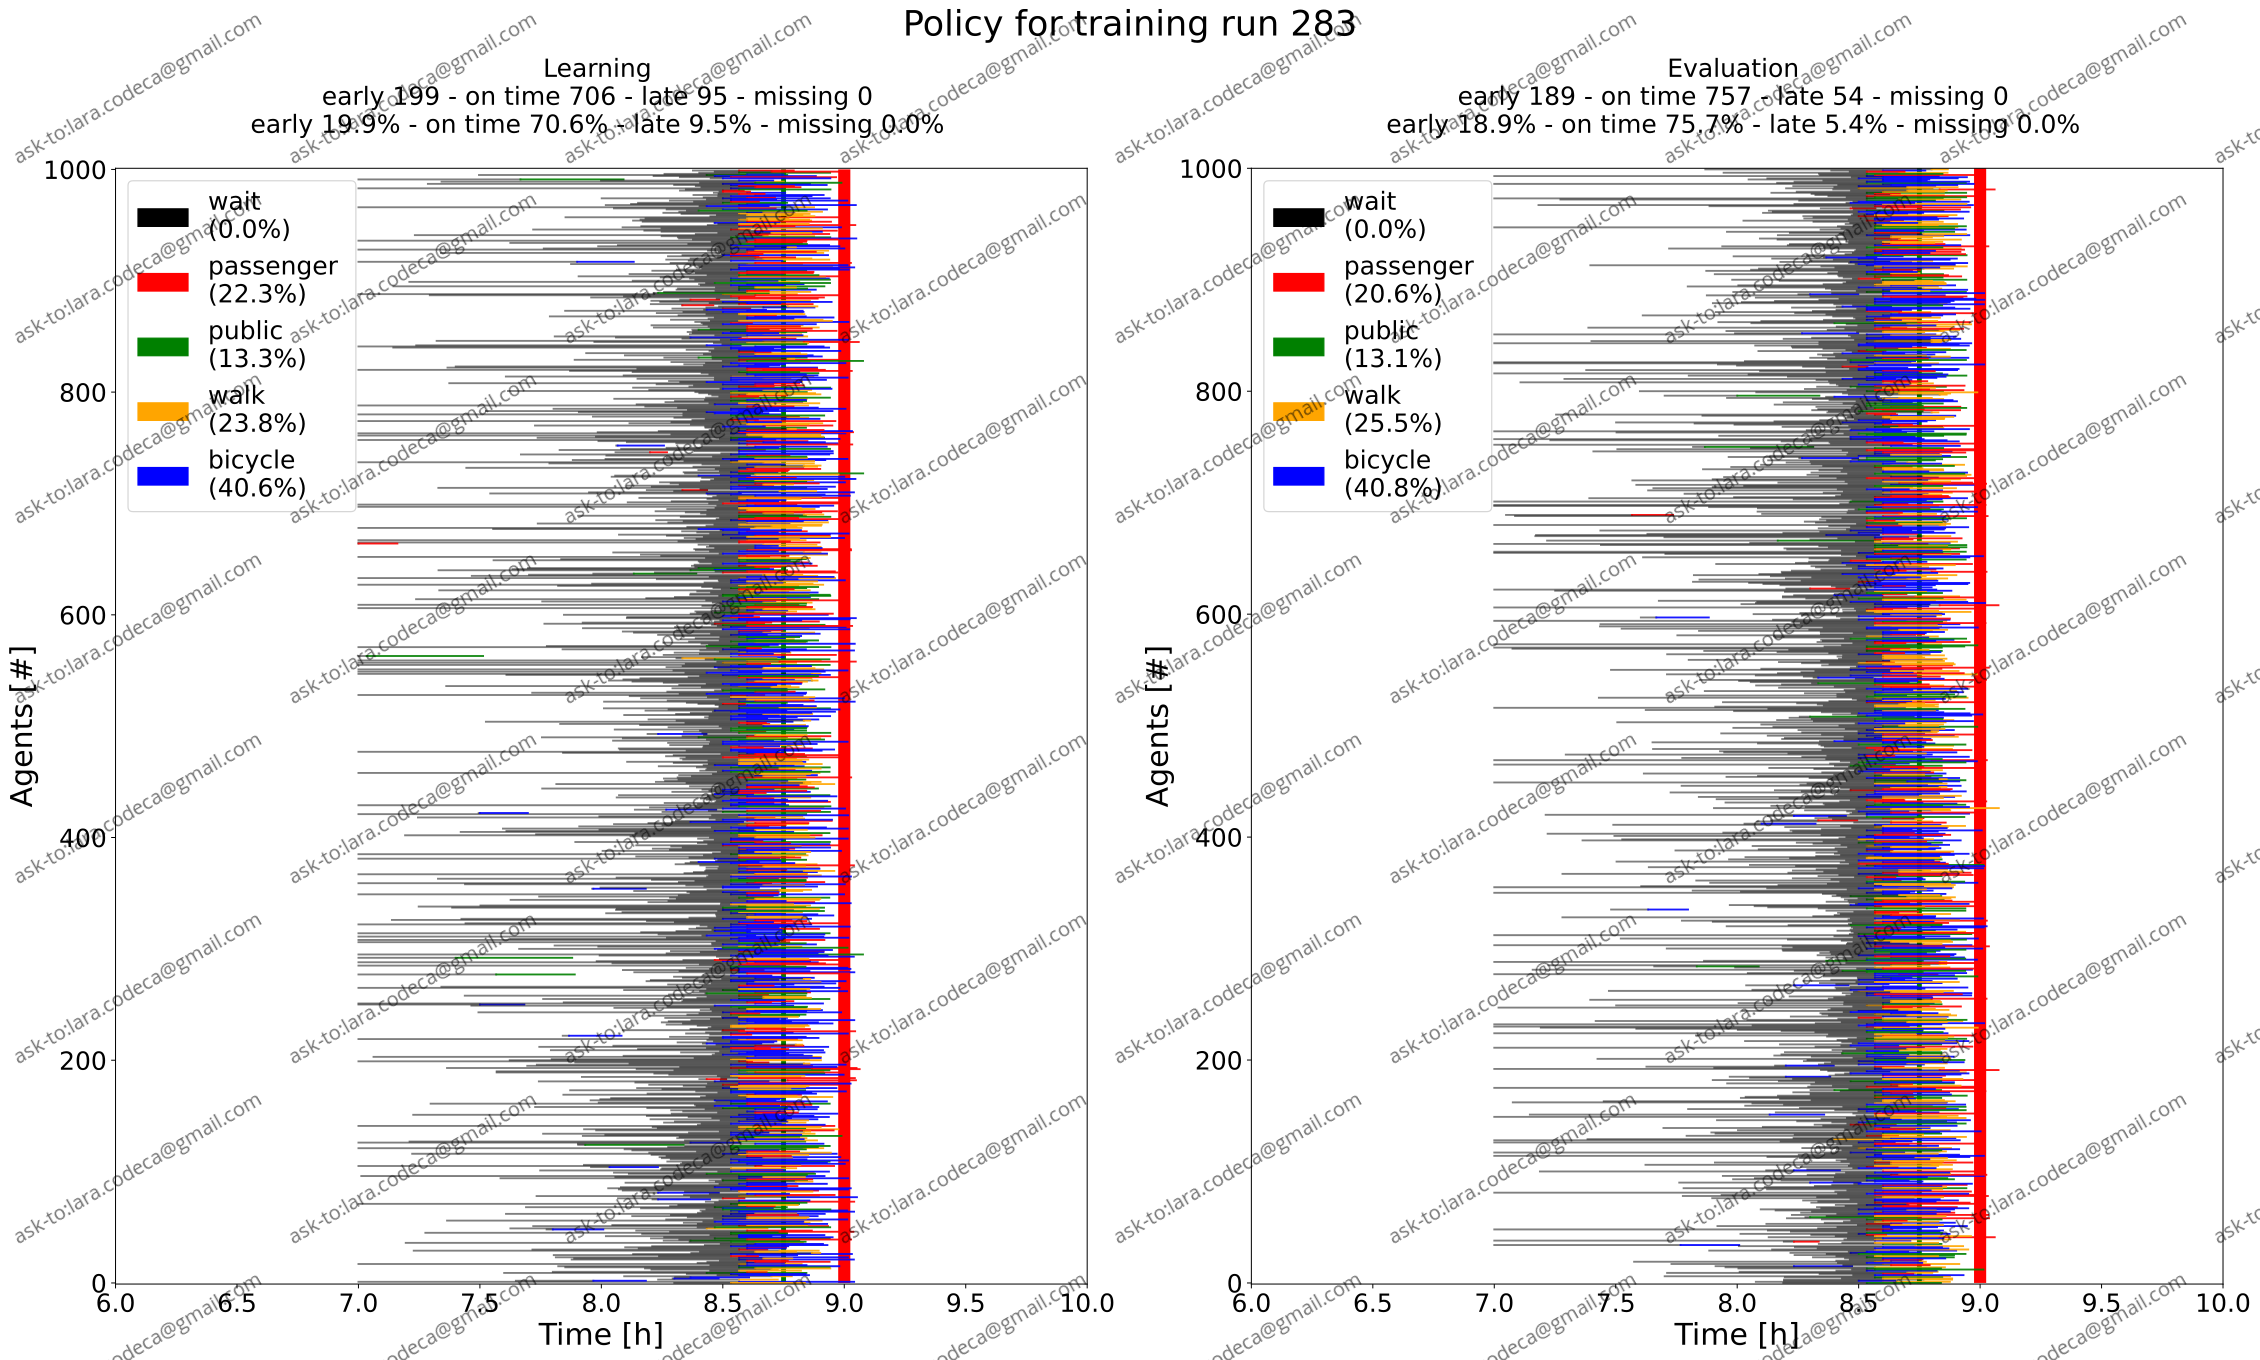 Policy for training run 283
Learning
early 199 - on time 706 - late 95 - missing 0
early 19.9% - on time 70.6% - late 9.5% - missing 0.0%
1000
800
600
400
200
0
Agents [#]
wait
(0.0%)
passenger
(22.3%)
public
(13.3%)
walk
(23.8%)
bicycle
(40.6%)
6.0 6.5 7.0 7.5 8.0 8.5 9.0 9.5 10.0
Time [h]
Evaluation
early 189 - on time 757 - late 54 - missing 0
early 18.9% - on time 75.7% - late 5.4% - missing 0.0%
1000
800
600
400
200
0
Agents [#]
wait
(0.0%)
passenger
(20.6%)
public
(13.1%)
walk
(25.5%)
bicycle
(40.8%)
6.0 6.5 7.0 7.5 8.0 8.5 9.0 9.5 10.0
Time [h]
ask-to:lara.codeca@gmail.com